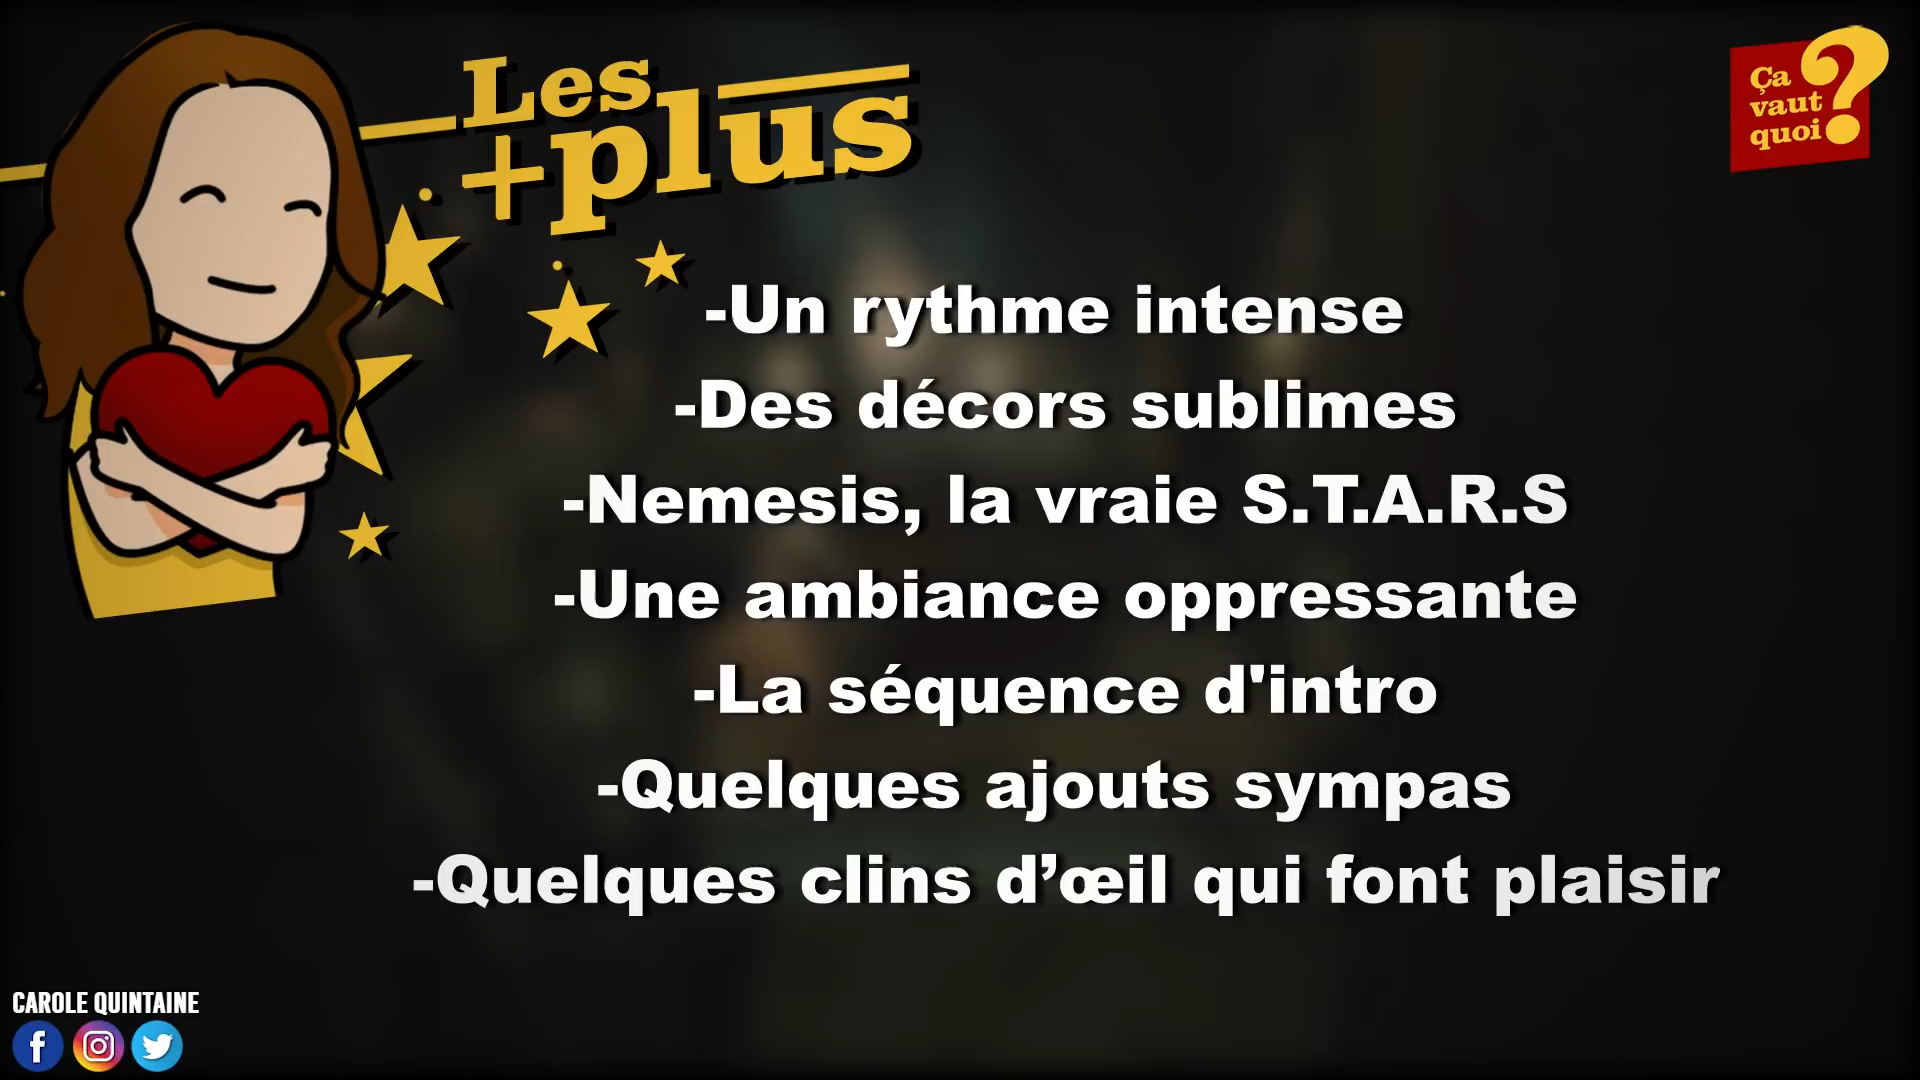 Les
+plus
Ça
vaut
quoi?
-Un rythme intense
-Des décors sublimes
-Nemesis, la vraie S.T.A.R.S
-Une ambiance oppressante
-La séquence d'intro
-Quelques ajouts sympas
-Quelques clins d’œil qui font plaisir
CAROLE QUINTAINE